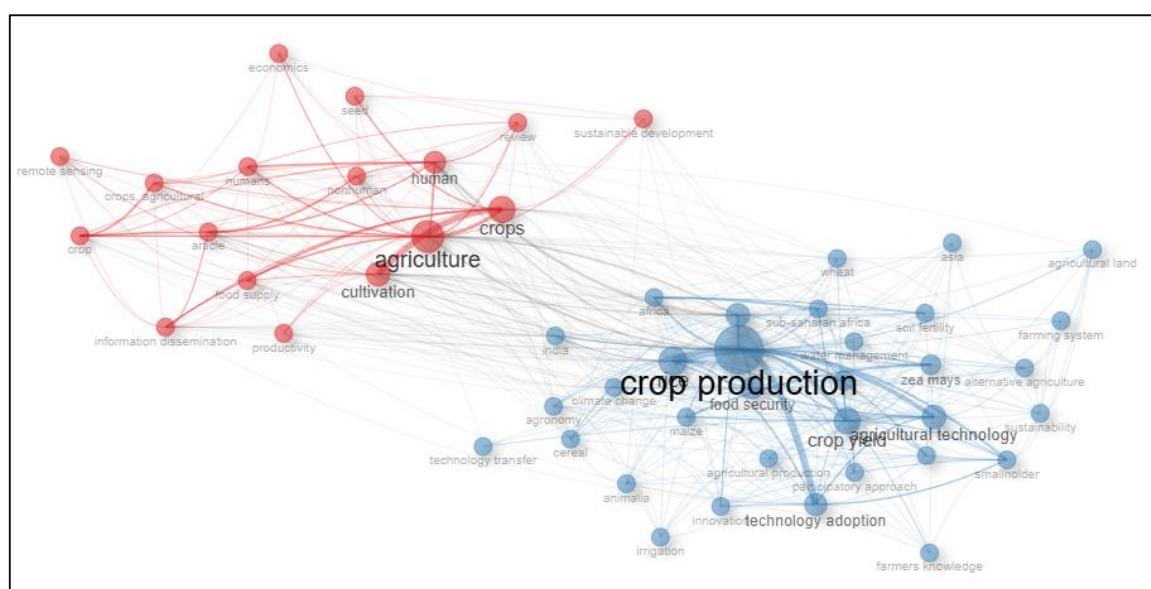 economics
seed
review
sustainable development
remote sensing
humans
nonhuman
human
crops, agricultural
crops
crop
article
agriculture
food supply
cultivation
information dissemination
productivity
wheat
asia
agricultural land
africa
sub-saharan africa
soil fertility
farming system
india
water management
rice
crop production
zea mays
alternative agriculture
climate change
food security
agronomy
maize
crop yield
agricultural technology
sustainability
technology transfer
cereal
agricultural production
participatory approach
smallholder
animalia
innovation
technology adoption
irrigation
farmers knowledge